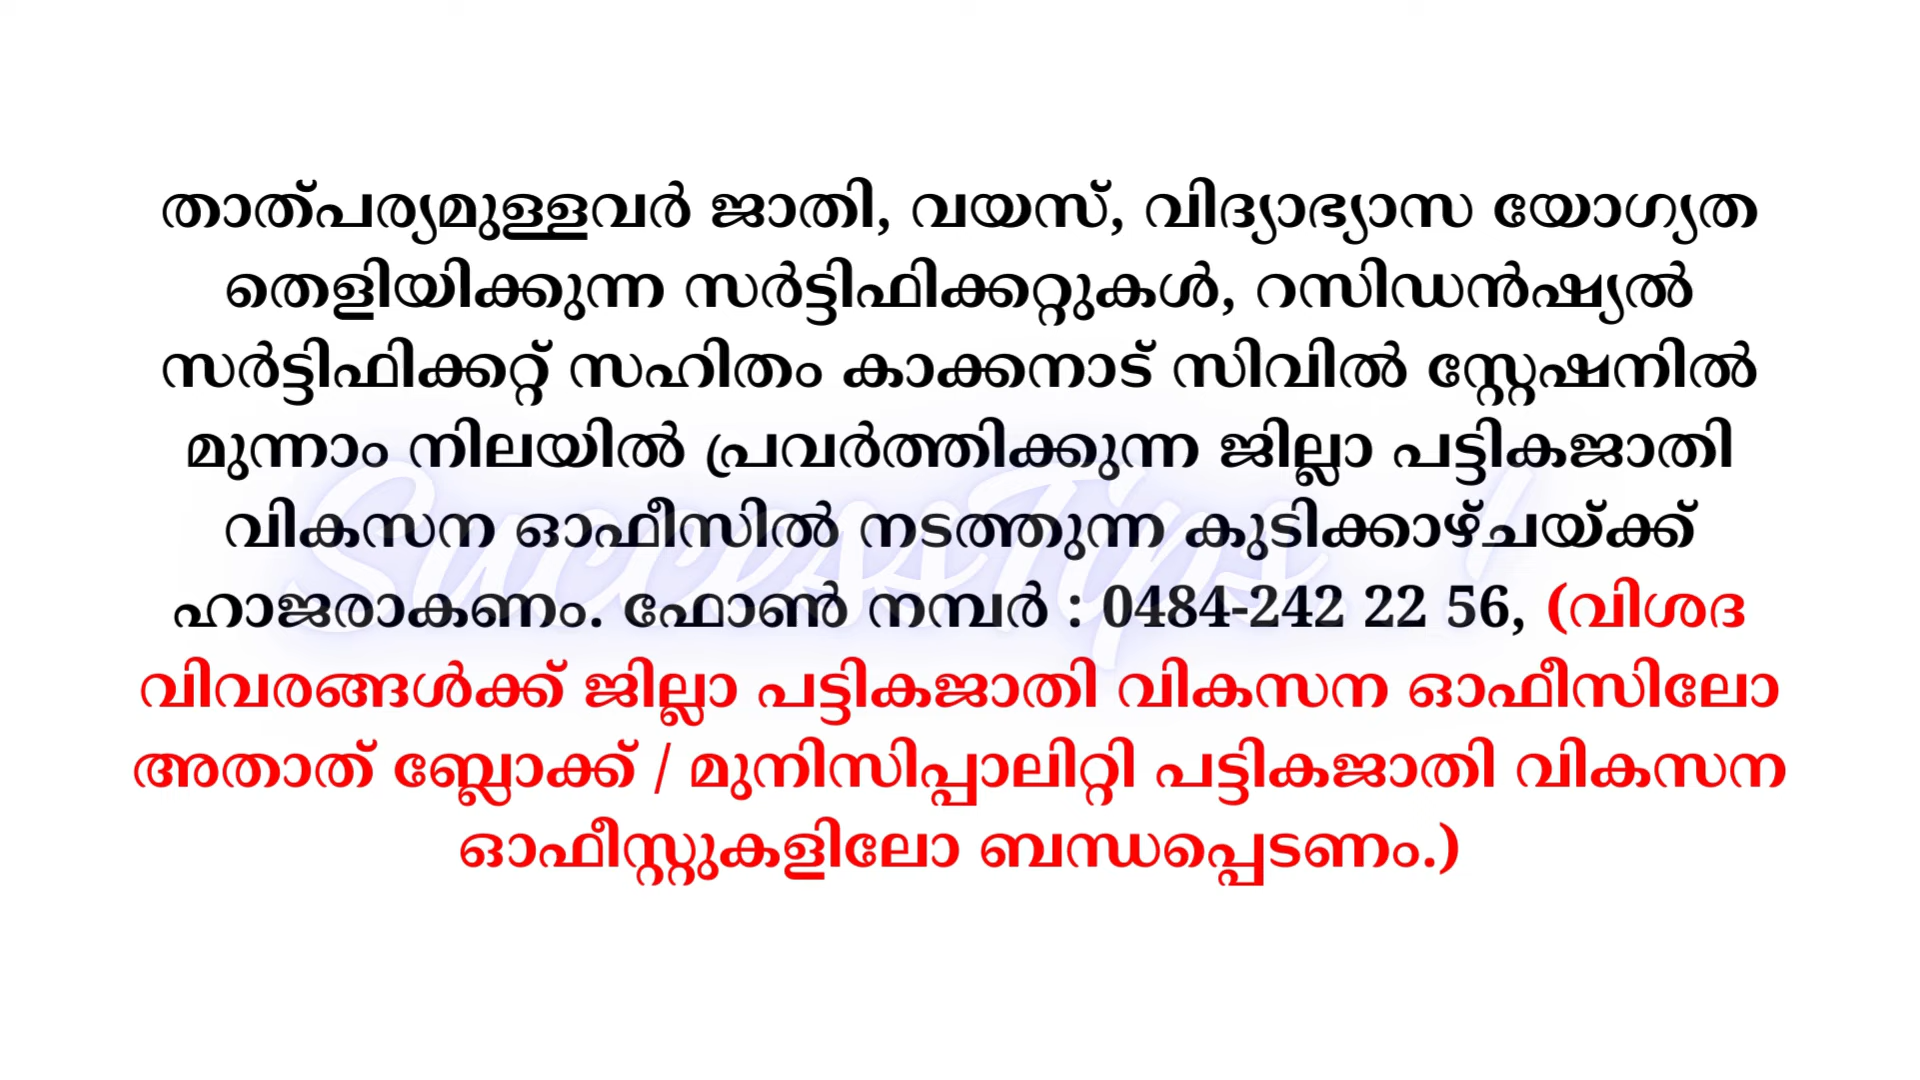 താത്പര്യമുള്ളവർ ജാതി, വയസ്, വിദ്യാഭ്യാസ യോഗ്യത
തെളിയിക്കുന്ന സർട്ടിഫിക്കറ്റുകൾ, റസിഡൻഷ്യൽ
സർട്ടിഫിക്കറ്റ് സഹിതം കാക്കനാട് സിവിൽ സ്റ്റേഷനിൽ
മൂന്നാം നിലയിൽ പ്രവർത്തിക്കുന്ന ജില്ലാ പട്ടികജാതി
വികസന ഓഫീസിൽ നടത്തുന്ന കുടിക്കാഴ്ചയ്ക്ക്
ഹാജരാകണം. ഫോൺ നമ്പർ : 0484-242 22 56, (വിശദ
വിവരങ്ങൾക്ക് ജില്ലാ പട്ടികജാതി വികസന ഓഫീസിലോ
അതാത് ബ്ലോക്ക് / മുനിസിപ്പാലിറ്റി പട്ടികജാതി വികസന
ഓഫീസ്റ്റുകളിലോ ബന്ധപ്പെടണം.)
SuccessTips !